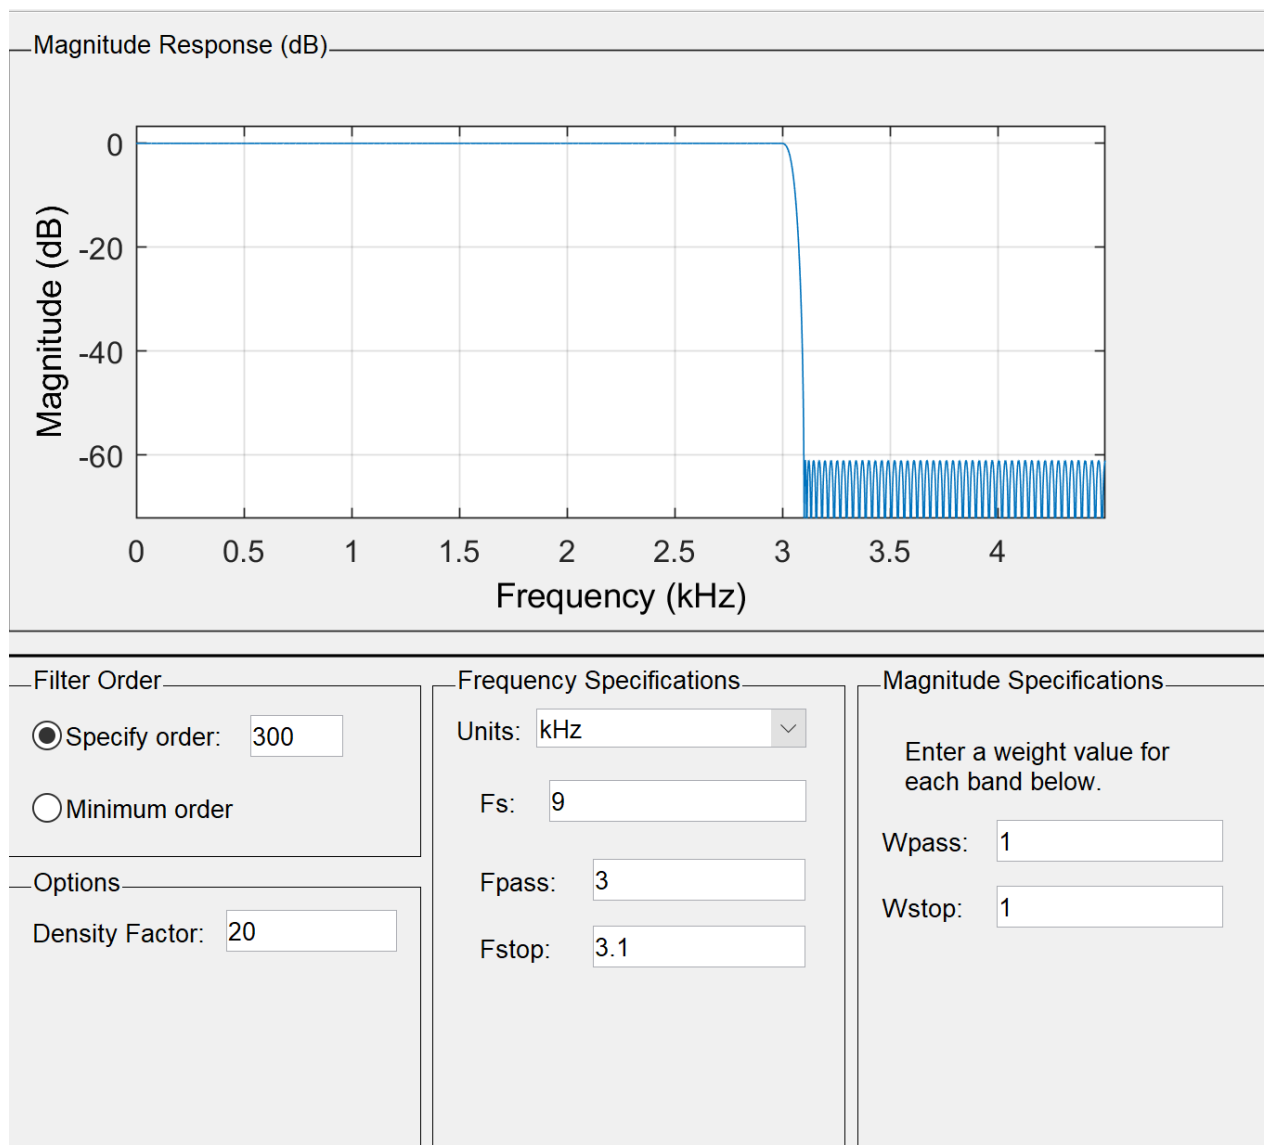 Magnitude Response (dB)
0
-20
-40
-60
Magnitude (dB)
0 0.5 1 1.5 2 2.5 3 3.5 4
Frequency (kHz)
Filter Order
Specify order: 300
Minimum order
Options
Density Factor: 20
Frequency Specifications
Units: kHz
Fs: 9
Fpass: 3
Fstop: 3.1
Magnitude Specifications
Enter a weight value for
each band below.
Wpass: 1
Wstop: 1